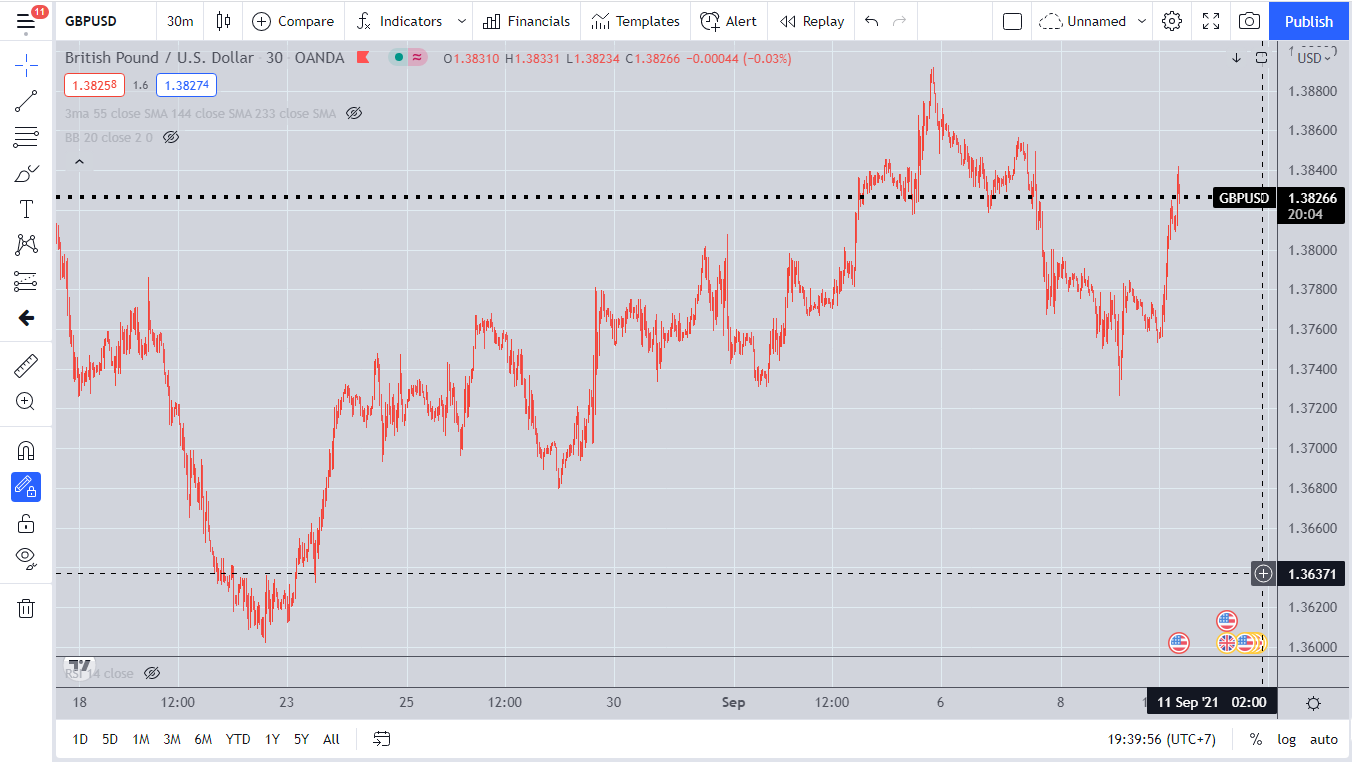 11
GBPUSD 30m Compare Indicators Financials Templates Alert Replay Unnamed Publish
British Pound / U.S. Dollar · 30 · OANDA O1.38310 H1.38331 L1.38234 C1.38266 −0.00044 (−0.03%)
USD
1.38258 1.6 1.38274
3ma 55 close SMA 144 close SMA 233 close SMA
BB 20 close 2 0
1.38800
1.38600
1.38400
GBPUSD 1.38266
20:04
1.38000
1.37800
1.37600
1.37400
1.37200
1.37000
1.36800
1.36600
1.36371
1.36200
1.36000
RSI 14 close
18 12:00 23 25 12:00 30 Sep 12:00 6 8 11 Sep '21 02:00
1D 5D 1M 3M 6M YTD 1Y 5Y All 19:39:56 (UTC+7) % log auto